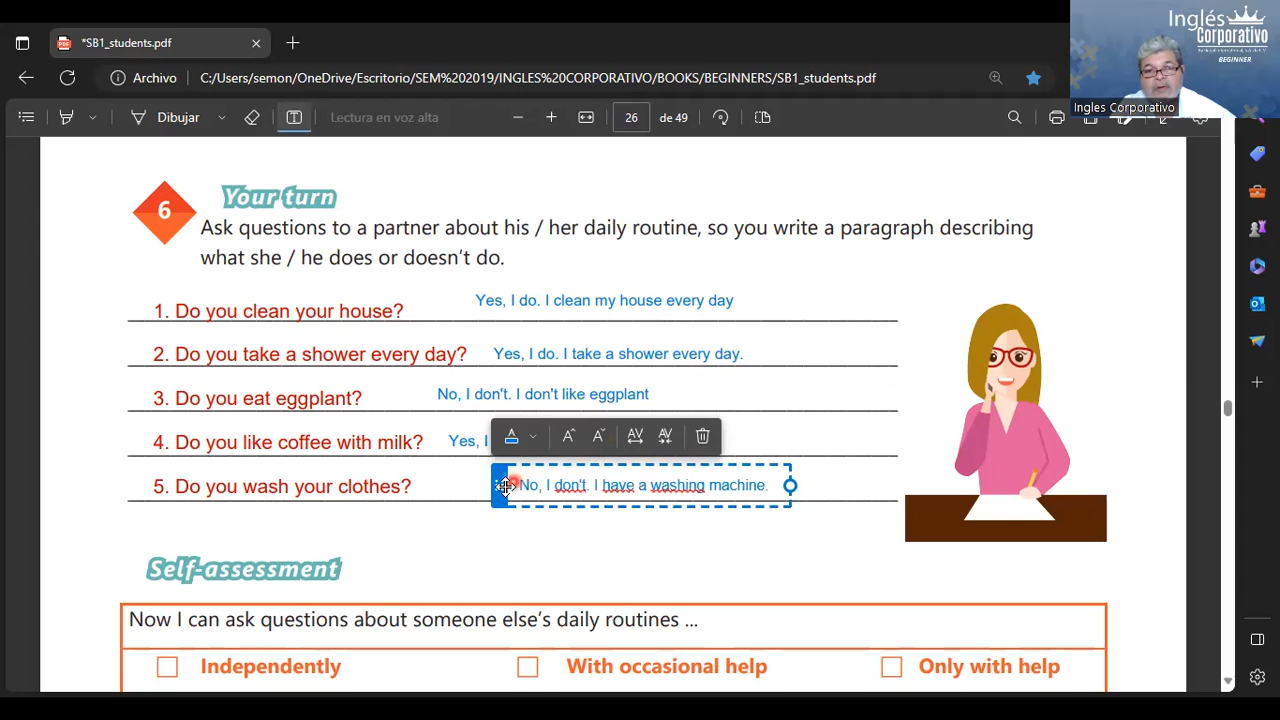 *SB1_students.pdf
Archivo C:/Users/semon/OneDrive/Escritorio/SEM%202019/INGLES%20CORPORATIVO/BOOKS/BEGINNERS/SB1_students.pdf
Inglés
Corporativo
BEGINNER
Ingles Corporativo
Dibujar Lectura en voz alta 26 de 49
6 Your turn
Ask questions to a partner about his / her daily routine, so you write a paragraph describing
what she / he does or doesn't do.
1. Do you clean your house? Yes, I do. I clean my house every day
2. Do you take a shower every day? Yes, I do. I take a shower every day.
3. Do you eat eggplant? No, I don't. I don't like eggplant
4. Do you like coffee with milk? Yes, I
5. Do you wash your clothes? No, I don't. I have a washing machine.
Self-assessment
Now I can ask questions about someone else's daily routines ...
Independently With occasional help Only with help